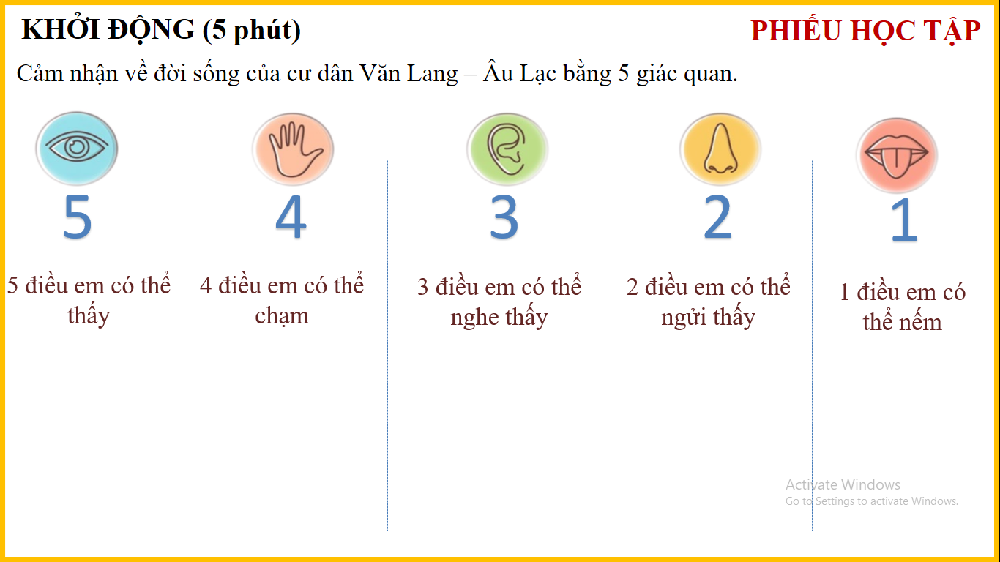 KHỞI ĐỘNG (5 phút)
PHIẾU HỌC TẬP
Cảm nhận về đời sống của cư dân Văn Lang – Âu Lạc bằng 5 giác quan.
5
4
3
2
1
5 điều em có thể
thấy
4 điều em có thể
chạm
3 điều em có thể
nghe thấy
2 điều em có thể
ngửi thấy
1 điều em có
thể nếm
Activate Windows
Go to Settings to activate Windows.